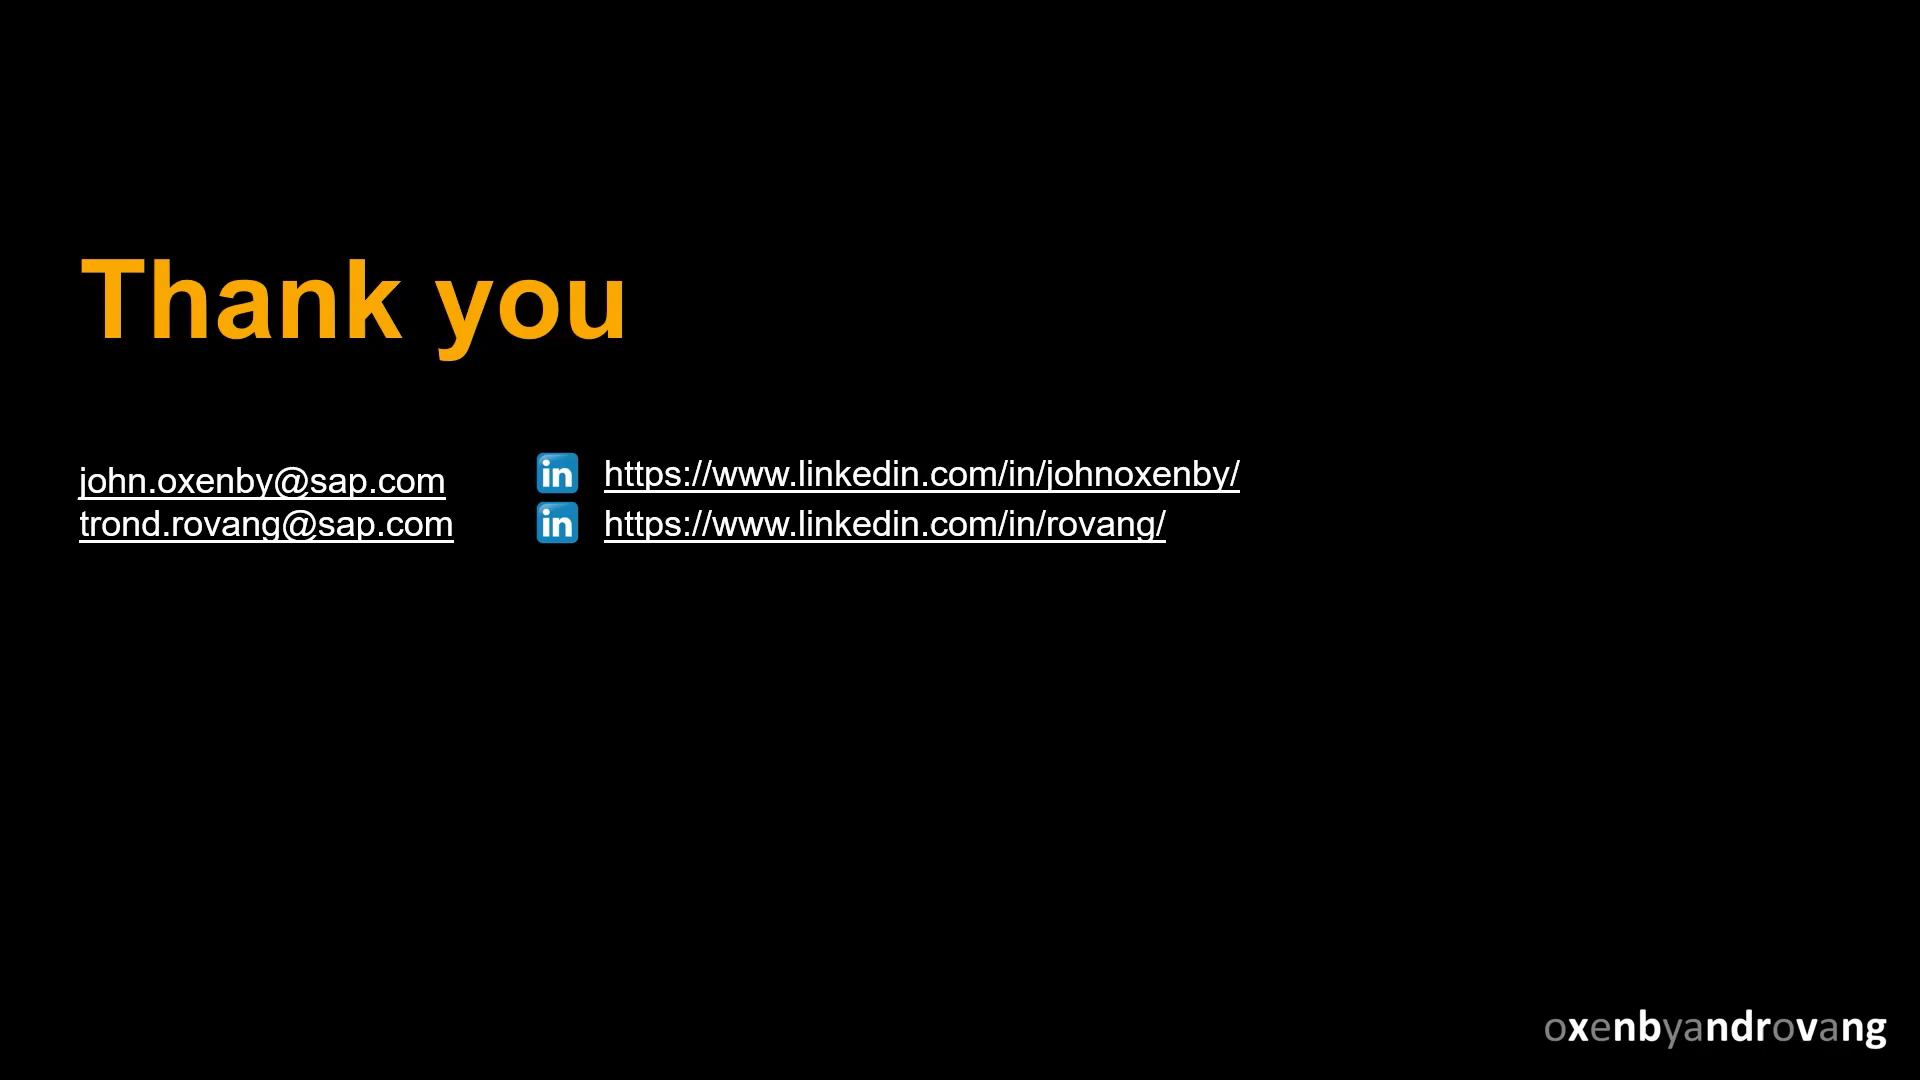 Thank you
john.oxenby@sap.com
trond.rovang@sap.com
in https://www.linkedin.com/in/johnoxenby/
in https://www.linkedin.com/in/rovang/
oxenbyandrovang